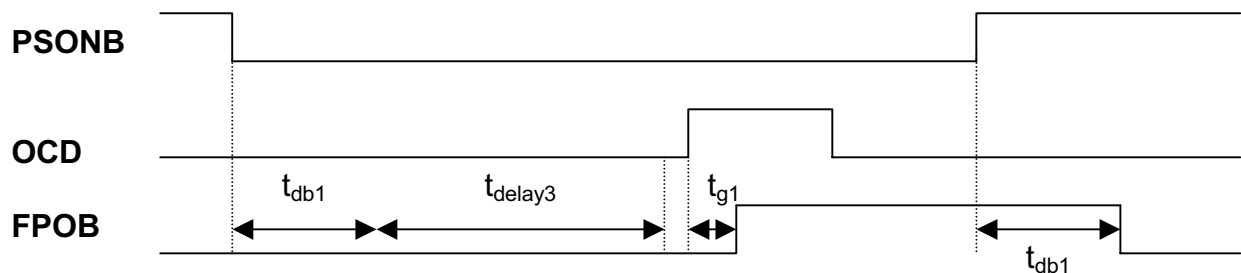 PSONB
OCD
tdb1 tdelay3 tg1
FPOB
tdb1